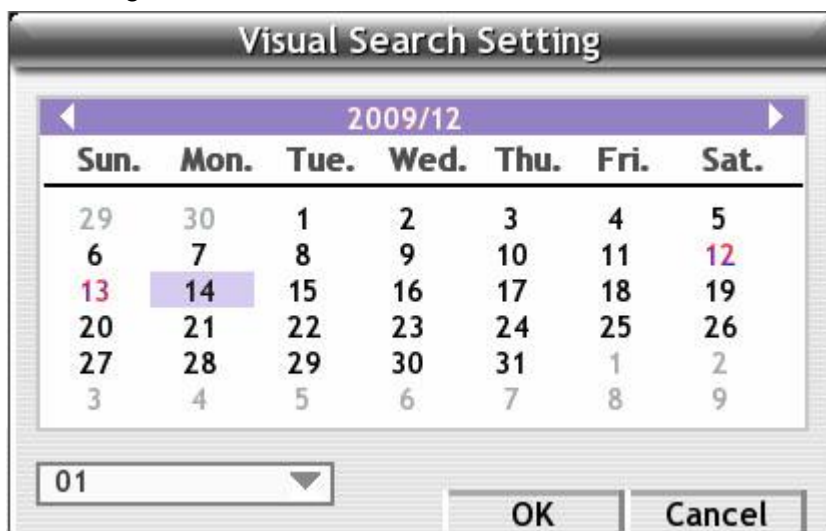 Visual Search Setting
2009/12
Sun. Mon. Tue. Wed. Thu. Fri. Sat.
29 30 1 2 3 4 5
6 7 8 9 10 11 12
13 14 15 16 17 18 19
20 21 22 23 24 25 26
27 28 29 30 31 1 2
3 4 5 6 7 8 9
01
OK Cancel